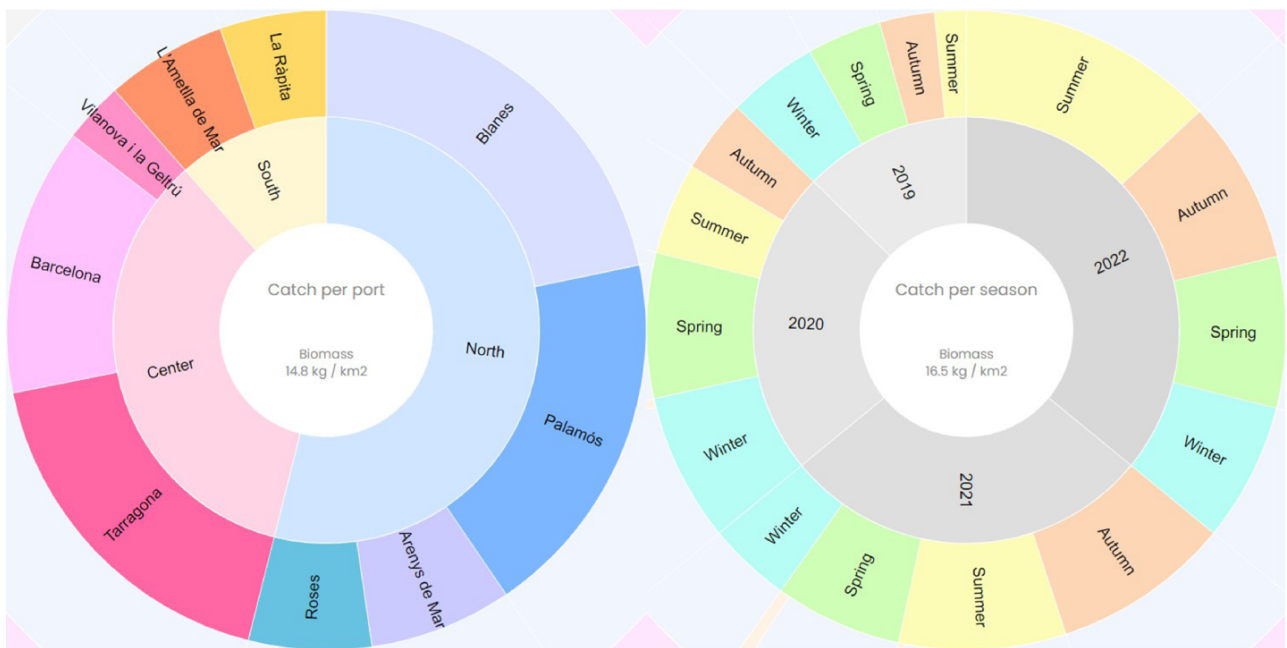 Blanes
Palamós
Arenys de Mar
Roses
Tarragona
Barcelona
Vilanova i la Geltrú
L'Ametlla de Mar
La Ràpita
North
Center
South
Catch per port
Biomass
14.8 kg / km2
Summer
Autumn
Spring
Winter
Autumn
Summer
Spring
Winter
Winter
Spring
Summer
Autumn
Winter
Spring
Autumn
Summer
2022
2021
2020
2019
Catch per season
Biomass
16.5 kg / km2